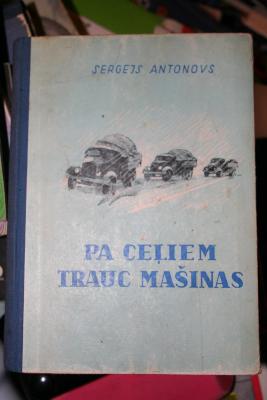 SERGEJS ANTONOVS
PA CEĻIEM
TRAUC MAŠINAS